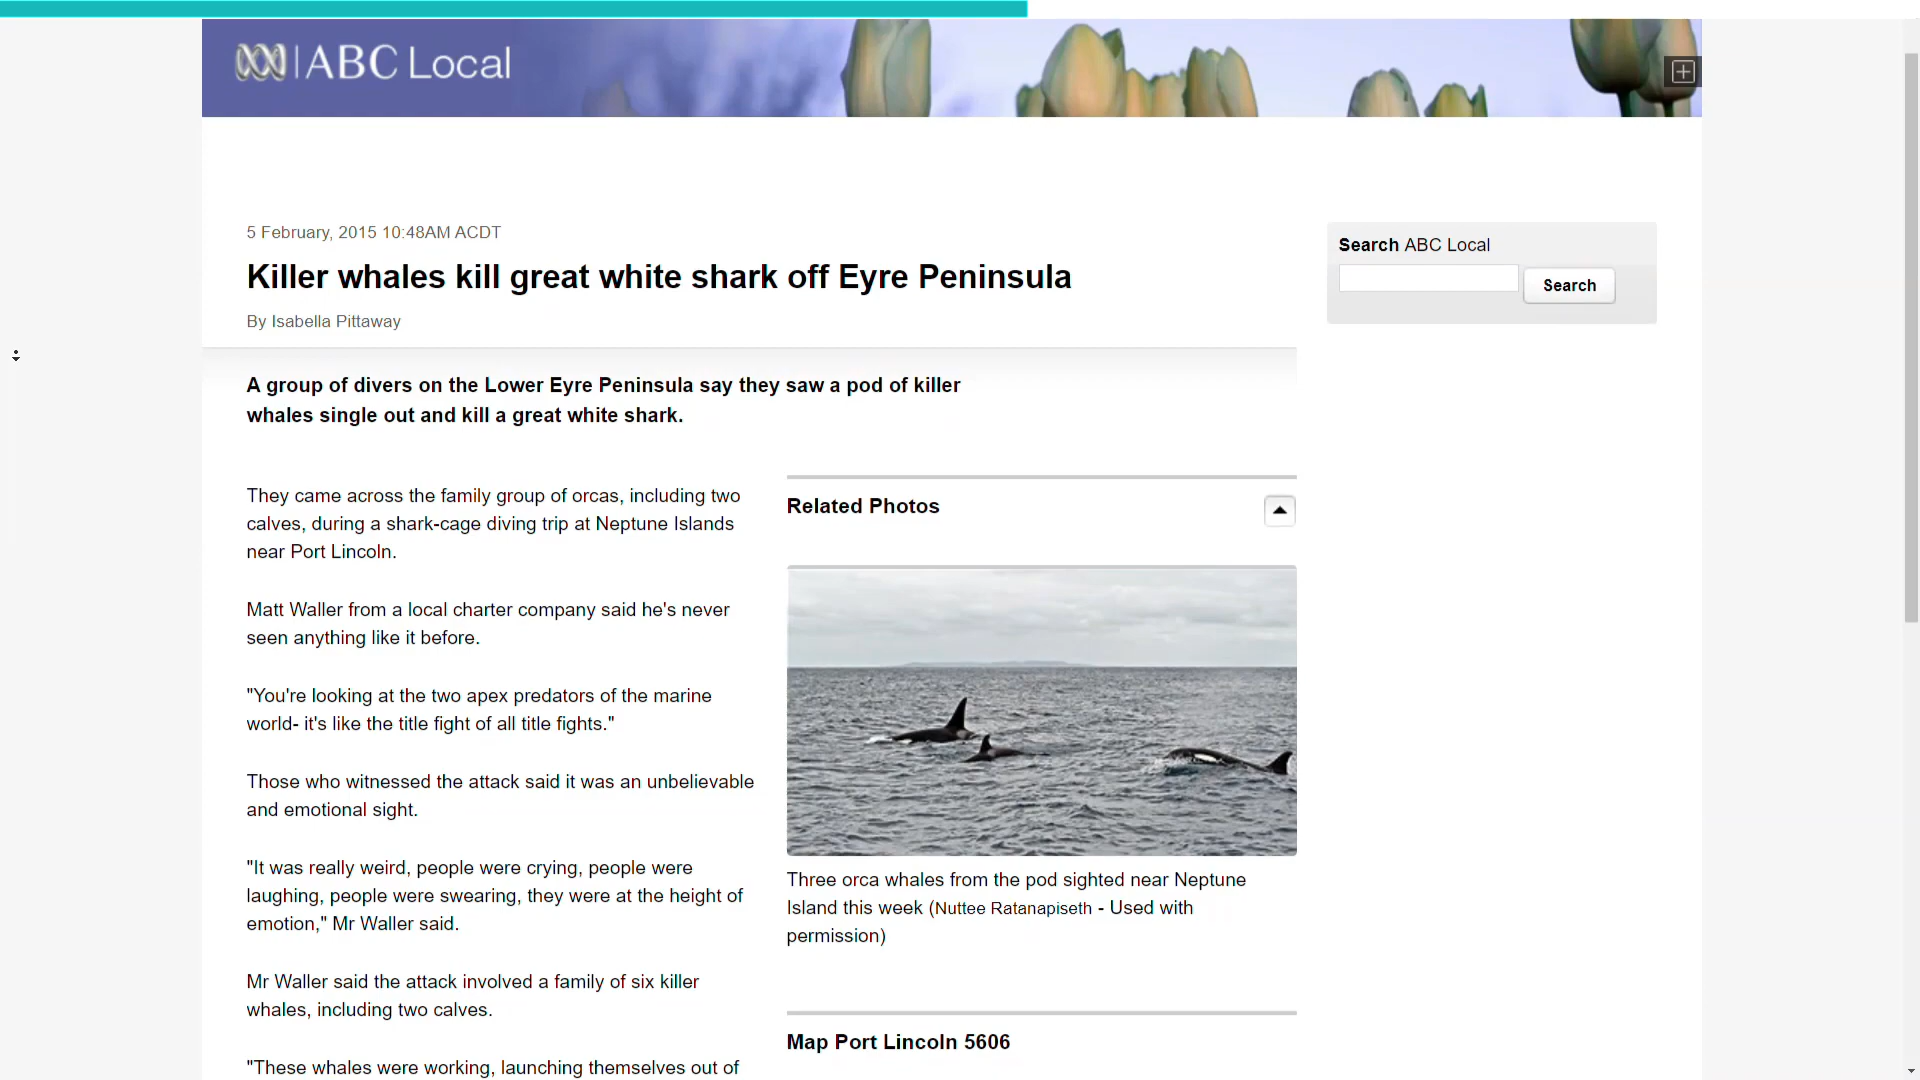 ABC Local
5 February, 2015 10:48AM ACDT
Killer whales kill great white shark off Eyre Peninsula
By Isabella Pittaway
Search ABC Local
Search
A group of divers on the Lower Eyre Peninsula say they saw a pod of killer
whales single out and kill a great white shark.
They came across the family group of orcas, including two
calves, during a shark-cage diving trip at Neptune Islands
near Port Lincoln.
Matt Waller from a local charter company said he's never
seen anything like it before.
"You're looking at the two apex predators of the marine
world- it's like the title fight of all title fights."
Those who witnessed the attack said it was an unbelievable
and emotional sight.
"It was really weird, people were crying, people were
laughing, people were swearing, they were at the height of
emotion," Mr Waller said.
Mr Waller said the attack involved a family of six killer
whales, including two calves.
"These whales were working, launching themselves out of
Related Photos
Three orca whales from the pod sighted near Neptune
Island this week (Nuttee Ratanapiseth - Used with
permission)
Map Port Lincoln 5606